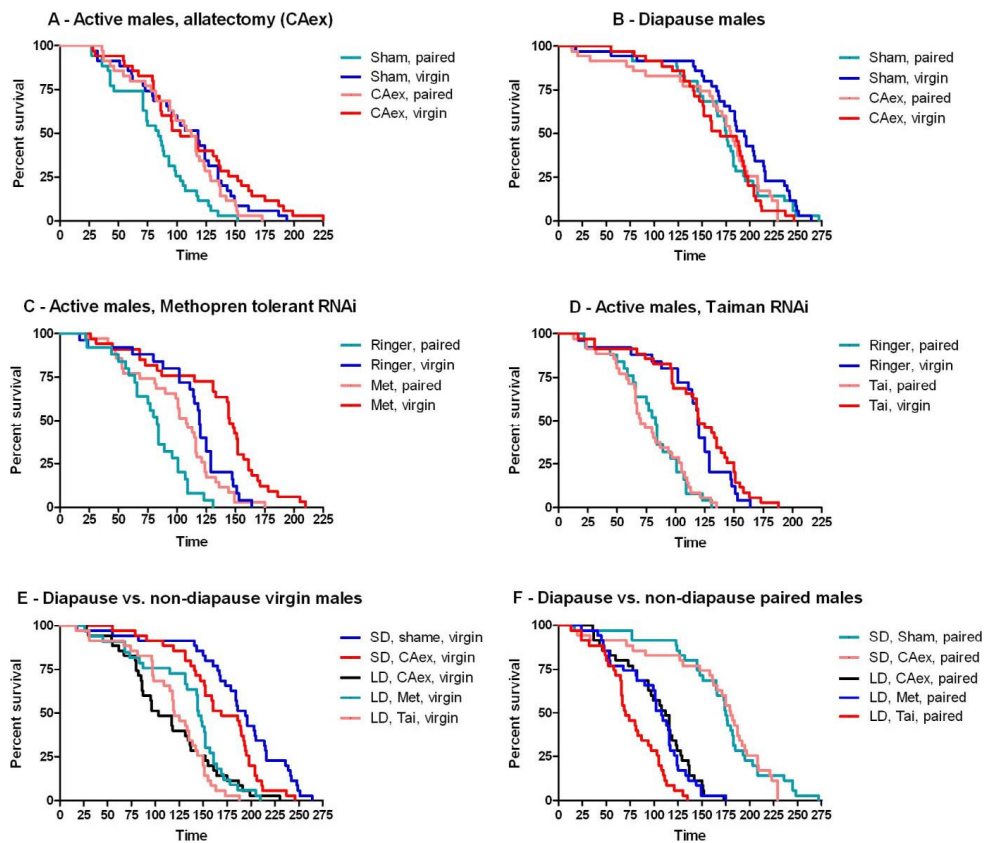 A - Active males, allatectomy (CAex)
Percent survival
100
75
50
25
0
0 25 50 75 100 125 150 175 200 225
Time
Sham, paired
Sham, virgin
CAex, paired
CAex, virgin
B - Diapause males
Percent survival
100
75
50
25
0
0 25 50 75 100 125 150 175 200 225 250 275
Time
Sham, paired
Sham, virgin
CAex, paired
CAex, virgin
C - Active males, Methopren tolerant RNAi
Percent survival
100
75
50
25
0
0 25 50 75 100 125 150 175 200 225
Time
Ringer, paired
Ringer, virgin
Met, paired
Met, virgin
D - Active males, Taiman RNAi
Percent survival
100
75
50
25
0
0 25 50 75 100 125 150 175 200 225
Time
Ringer, paired
Ringer, virgin
Tai, paired
Tai, virgin
E - Diapause vs. non-diapause virgin males
Percent survival
100
75
50
25
0
0 25 50 75 100 125 150 175 200 225 250 275
Time
SD, shame, virgin
SD, CAex, virgin
LD, CAex, virgin
LD, Met, virgin
LD, Tai, virgin
F - Diapause vs. non-diapause paired males
Percent survival
100
75
50
25
0
0 25 50 75 100 125 150 175 200 225 250 275
Time
SD, Sham, paired
SD, CAex, paired
LD, CAex, paired
LD, Met, paired
LD, Tai, paired